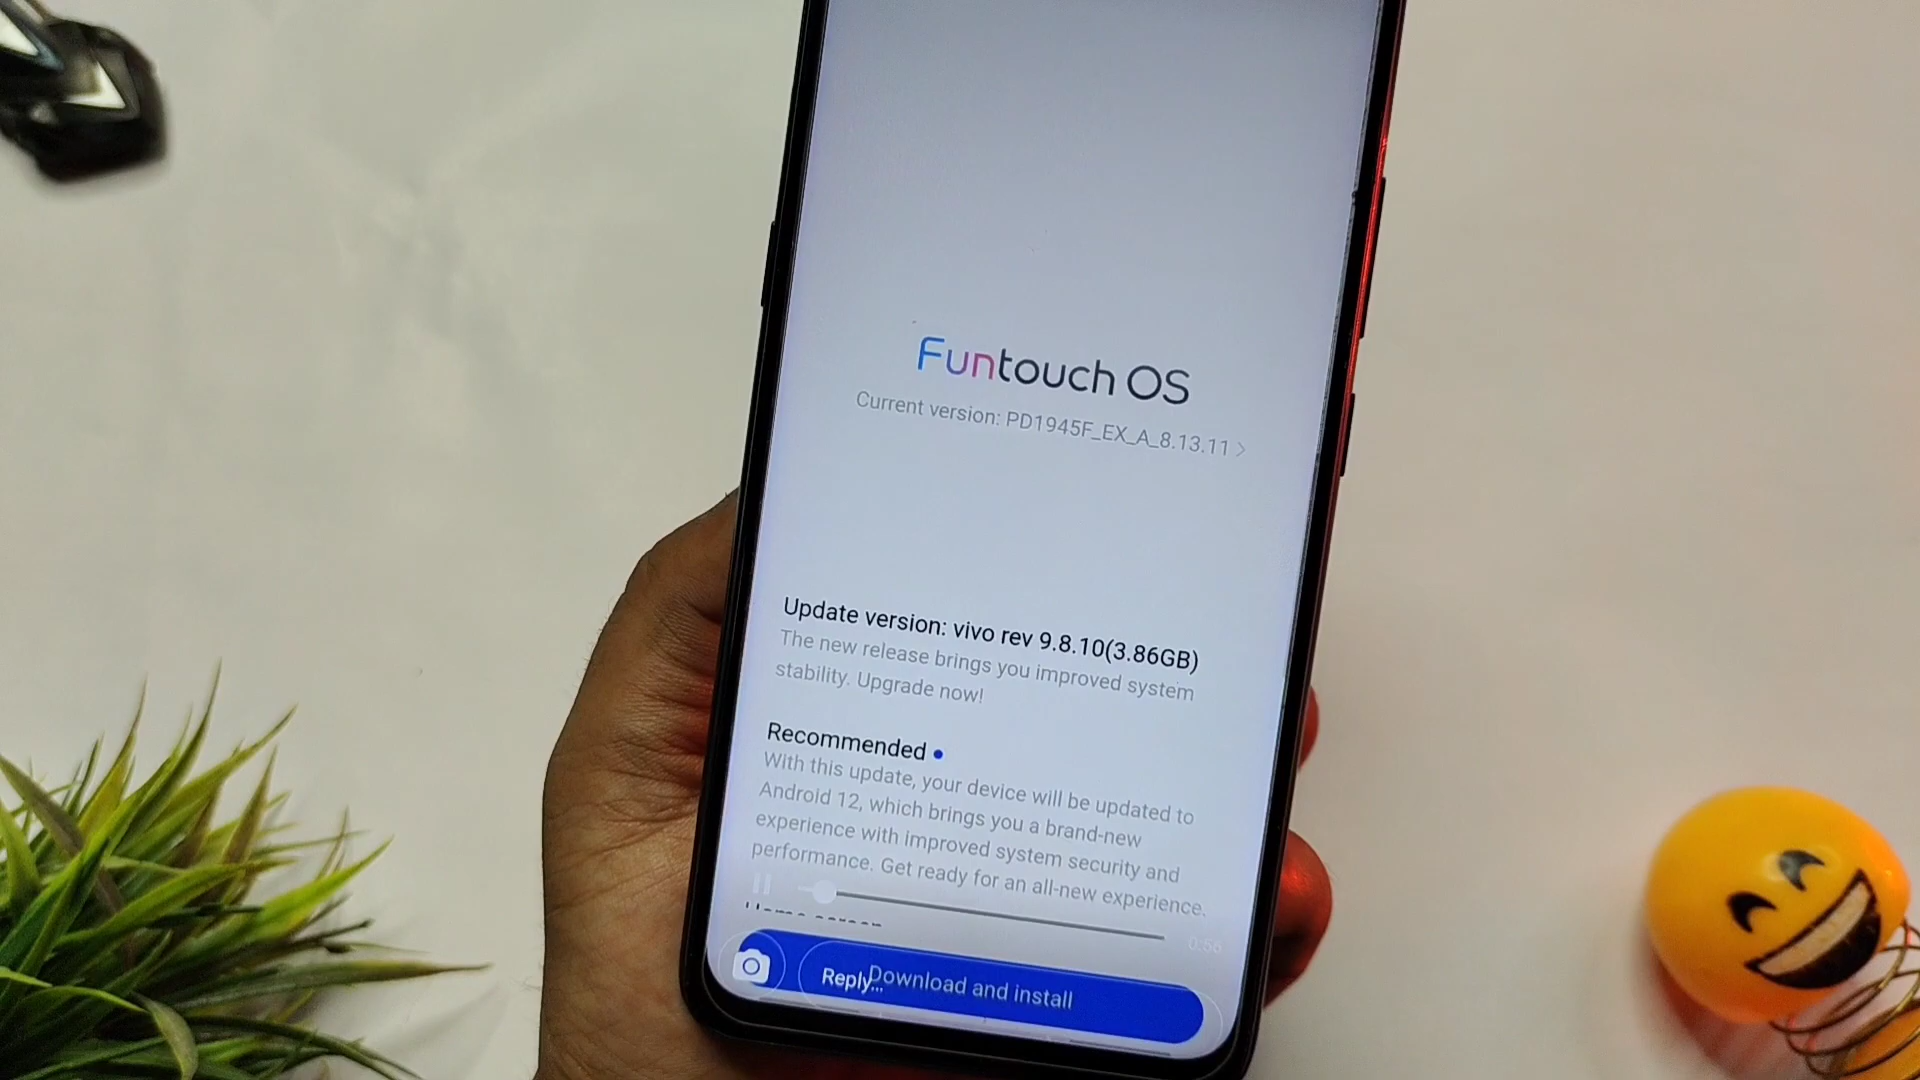 Funtouch OS
Current version: PD1945F_EX_A_8.13.11 >
Update version: vivo rev 9.8.10(3.86GB)
The new release brings you improved system
stability. Upgrade now!
Recommended
With this update, your device will be updated to
Android 12, which brings you a brand-new
experience with improved system security and
performance. Get ready for an all-new experience.
0:56
Reply...
Download and install